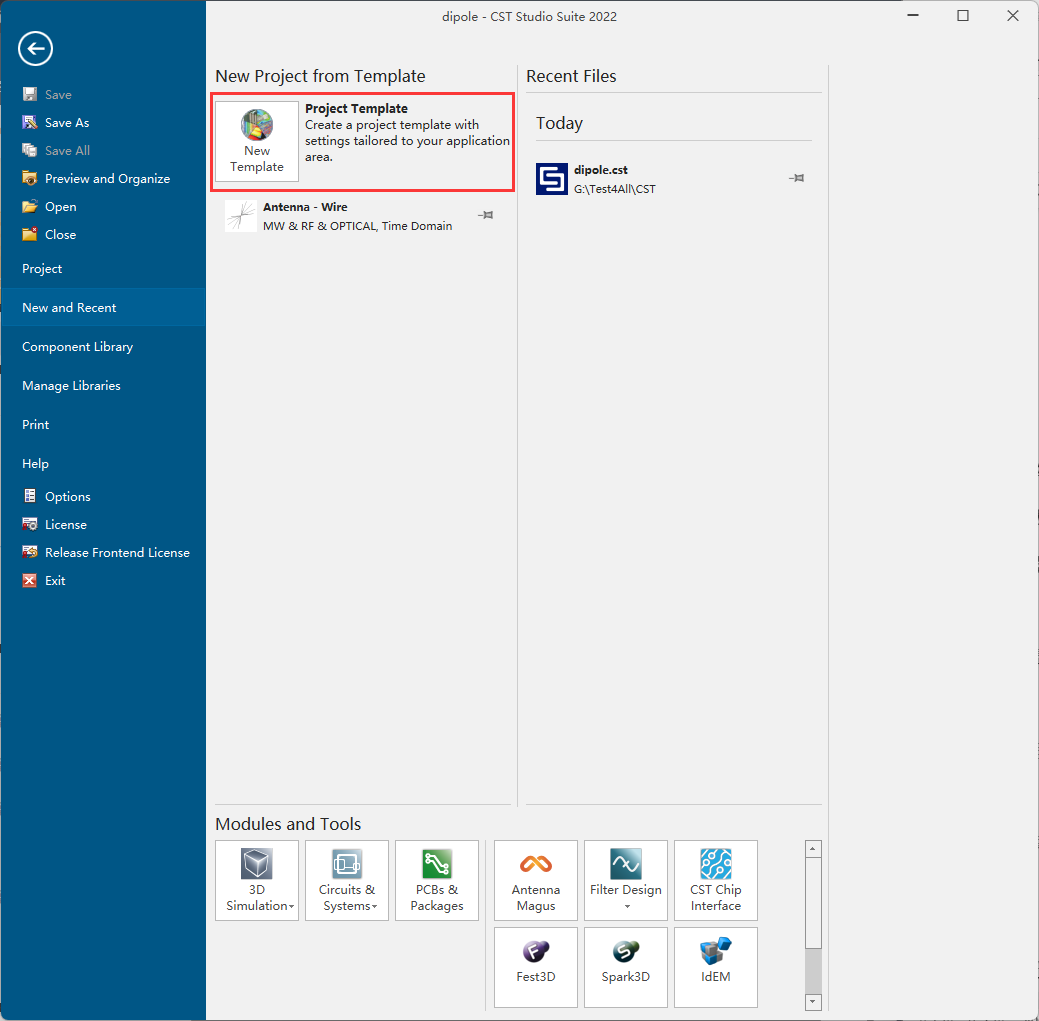 dipole - CST Studio Suite 2022
Save
Save As
Save All
Preview and Organize
Open
Close
Project
New and Recent
Component Library
Manage Libraries
Print
Help
Options
License
Release Frontend License
Exit
New Project from Template
New
Template
Project Template
Create a project template with
settings tailored to your application
area.
Antenna - Wire
MW & RF & OPTICAL, Time Domain
Recent Files
Today
dipole.cst
G:\Test4All\CST
Modules and Tools
3D
Simulation
Circuits &
Systems
PCBs &
Packages
Antenna
Magus
Filter Design
CST Chip
Interface
Fest3D
Spark3D
IdEM